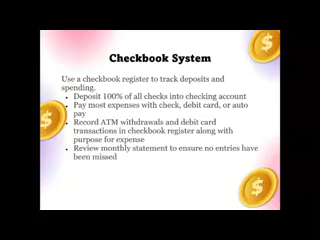 Checkbook System
Use a checkbook register to track deposits and
spending.
• Deposit 100% of all checks into checking account
• Pay most expenses with check, debit card, or auto
pay
• Record ATM withdrawals and debit card
transactions in checkbook register along with
purpose for expense
• Review monthly statement to ensure no entries have
been missed